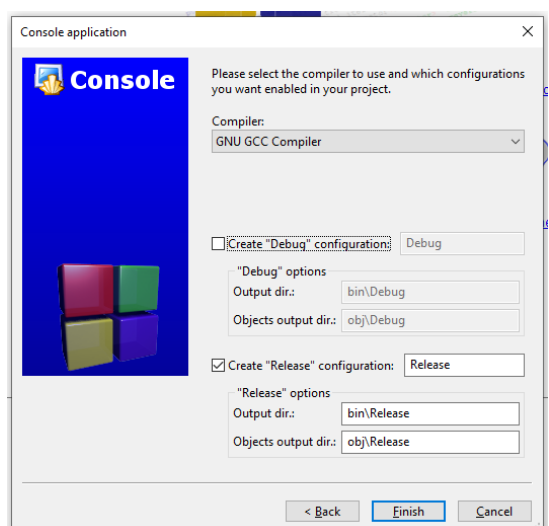 Console application
Console
Please select the compiler to use and which configurations
you want enabled in your project.
Compiler:
GNU GCC Compiler
Create "Debug" configuration: Debug
"Debug" options
Output dir.: bin\Debug
Objects output dir.: obj\Debug
Create "Release" configuration: Release
"Release" options
Output dir.: bin\Release
Objects output dir.: obj\Release
< Back Finish Cancel